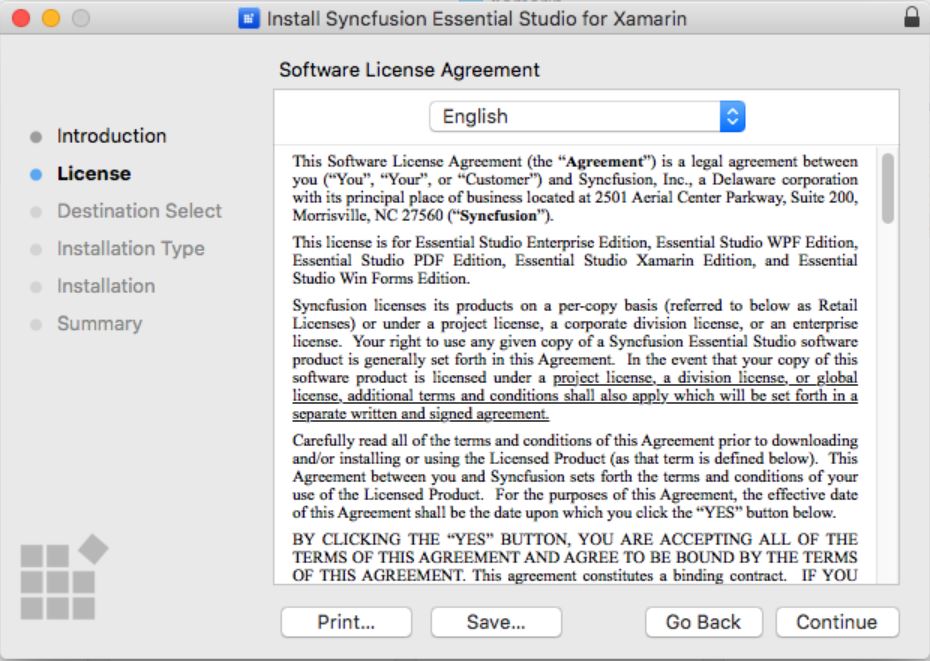 Install Syncfusion Essential Studio for Xamarin
Software License Agreement
English
Introduction
License
Destination Select
Installation Type
Installation
Summary
This Software License Agreement (the “Agreement”) is a legal agreement between
you (“You”, “Your”, or “Customer”) and Syncfusion, Inc., a Delaware corporation
with its principal place of business located at 2501 Aerial Center Parkway, Suite 200,
Morrisville, NC 27560 (“Syncfusion”).
This license is for Essential Studio Enterprise Edition, Essential Studio WPF Edition,
Essential Studio PDF Edition, Essential Studio Xamarin Edition, and Essential
Studio Win Forms Edition.
Syncfusion licenses its products on a per-copy basis (referred to below as Retail
Licenses) or under a project license, a corporate division license, or an enterprise
license. Your right to use any given copy of a Syncfusion Essential Studio software
product is generally set forth in this Agreement. In the event that your copy of this
software product is licensed under a project license, a division license, or global
license, additional terms and conditions shall also apply which will be set forth in a
separate written and signed agreement.
Carefully read all of the terms and conditions of this Agreement prior to downloading
and/or installing or using the Licensed Product (as that term is defined below). This
Agreement between you and Syncfusion sets forth the terms and conditions of your
use of the Licensed Product. For the purposes of this Agreement, the effective date
of this Agreement shall be the date upon which you click the “YES” button below.
BY CLICKING THE “YES” BUTTON, YOU ARE ACCEPTING ALL OF THE
TERMS OF THIS AGREEMENT AND AGREE TO BE BOUND BY THE TERMS
OF THIS AGREEMENT. This agreement constitutes a binding contract. IF YOU
Print...
Save...
Go Back
Continue